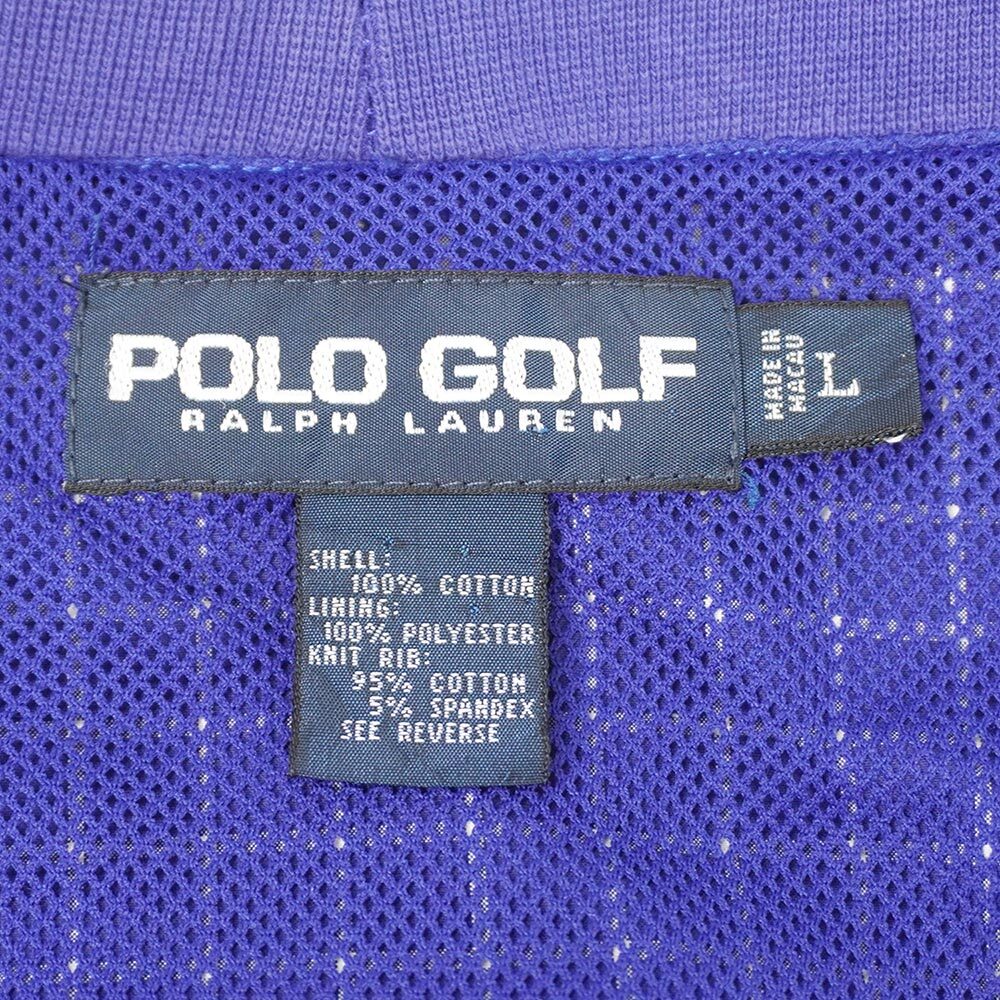 POLO GOLF
RALPH LAUREN
MADE IN
MACAU
L
SHELL:
100% COTTON
LINING:
100% POLYESTER
KNIT RIB:
95% COTTON
5% SPANDEX
SEE REVERSE